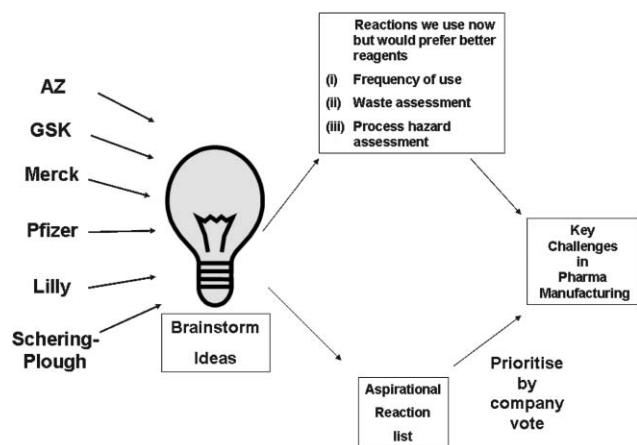 AZ
GSK
Merck
Pfizer
Lilly
Schering-
Plough
Brainstorm
Ideas
Reactions we use now
but would prefer better
reagents
(i) Frequency of use
(ii) Waste assessment
(iii) Process hazard
assessment
Aspirational
Reaction
list
Prioritise
by
company
vote
Key
Challenges
in
Pharma
Manufacturing